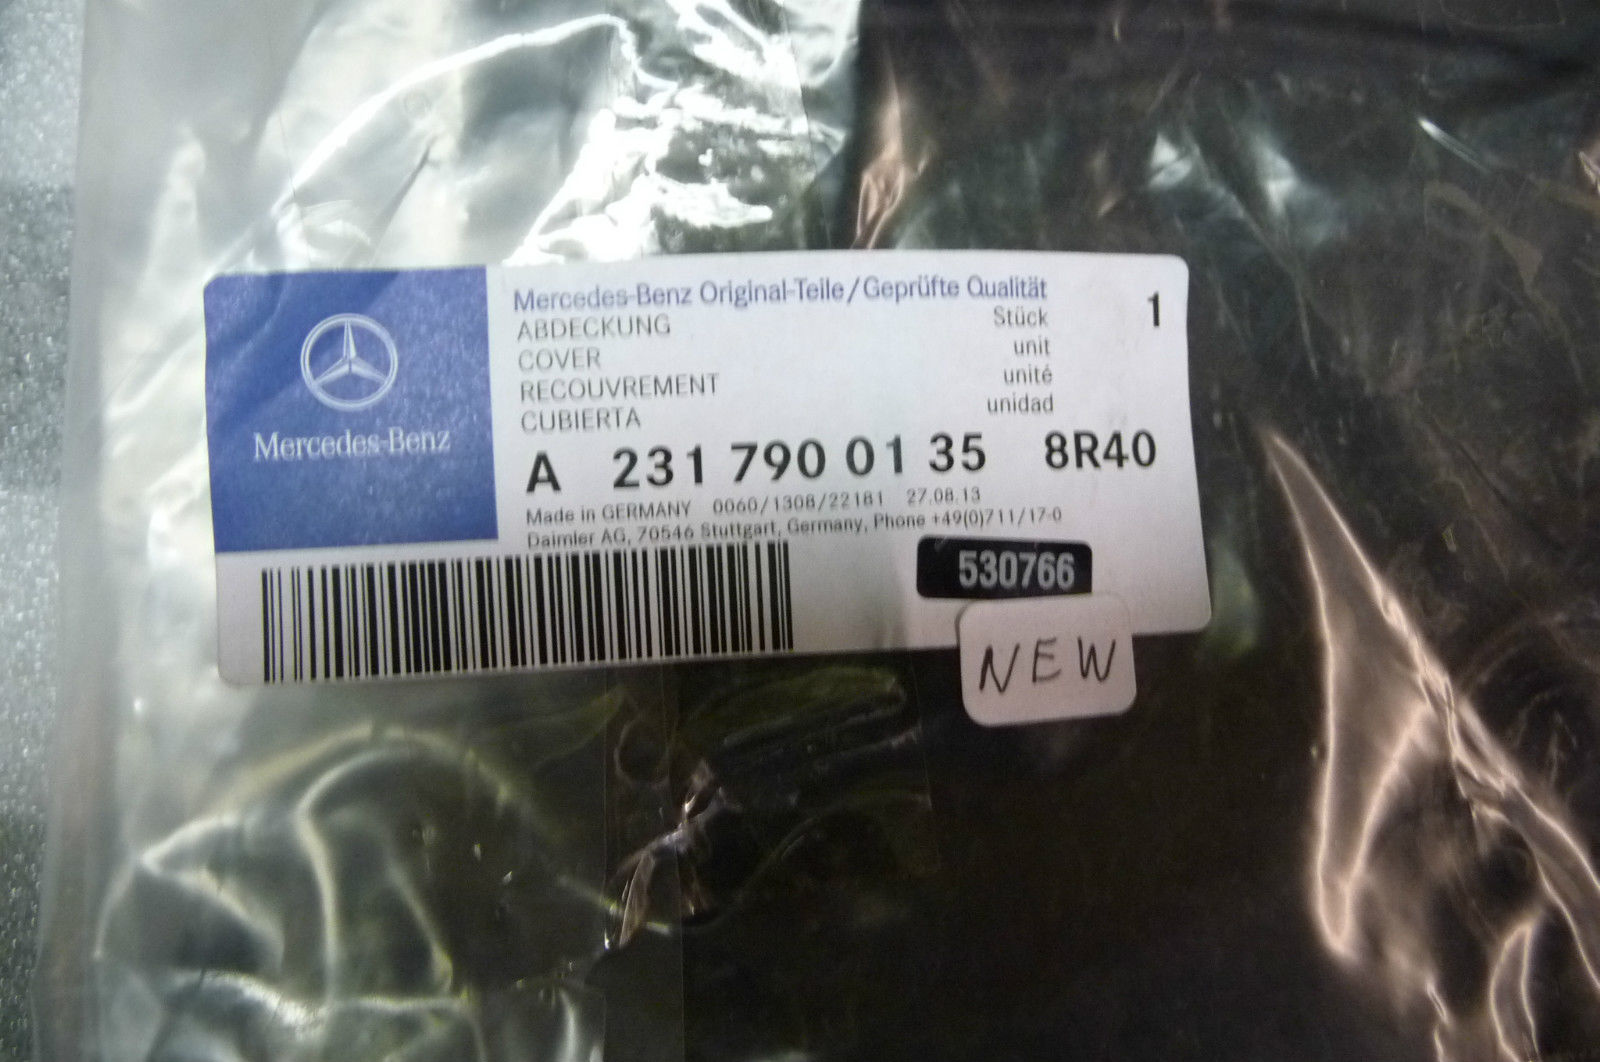 Mercedes-Benz
Mercedes-Benz Original-Teile/Geprüfte Qualität
ABDECKUNG Stück 1
COVER unit
RECOUVREMENT unité
CUBIERTA unidad
A 231 790 01 35 8R40
Made in GERMANY 0060/1308/22181 27.08.13
Daimler AG, 70546 Stuttgart, Germany, Phone +49(0)711/17-0
530766
NEW